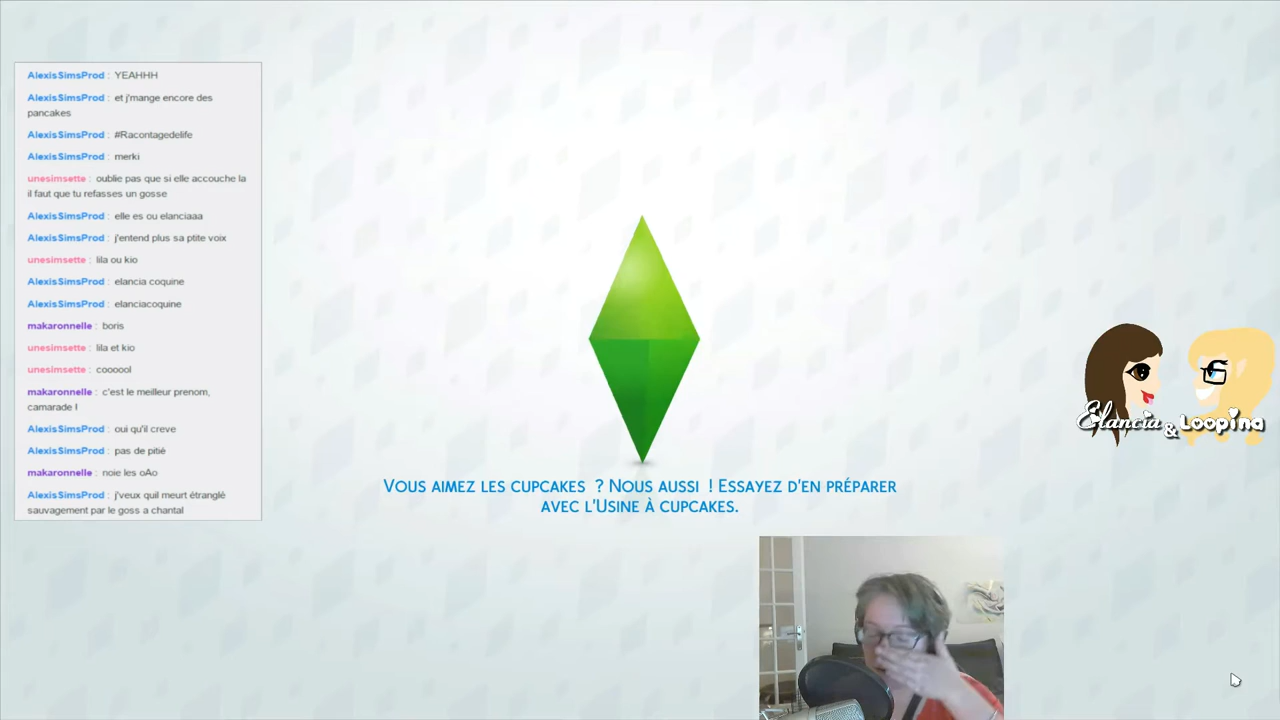 AlexisSimsProd : YEAHHH
AlexisSimsProd : et j'mange encore des
pancakes
AlexisSimsProd : #Racontagedelife
AlexisSimsProd : merki
unesimsette : oublie pas que si elle accouche la
il faut que tu refasses un gosse
AlexisSimsProd : elle es ou elanciaaa
AlexisSimsProd : j'entend plus sa ptite voix
unesimsette : lila ou kio
AlexisSimsProd : elancia coquine
AlexisSimsProd : elanciacoquine
makaronnelle : boris
unesimsette : lila et kio
unesimsette : coooool
makaronnelle : c'est le meilleur prenom,
camarade !
AlexisSimsProd : oui qu'il creve
AlexisSimsProd : pas de pitié
makaronnelle : noie les oAo
AlexisSimsProd : j'veux quil meurt étranglé
sauvagement par le goss a chantal
VOUS AIMEZ LES CUPCAKES ? NOUS AUSSI ! ESSAYEZ D'EN PRÉPARER
AVEC L'USINE À CUPCAKES.
Elancia & Loopina